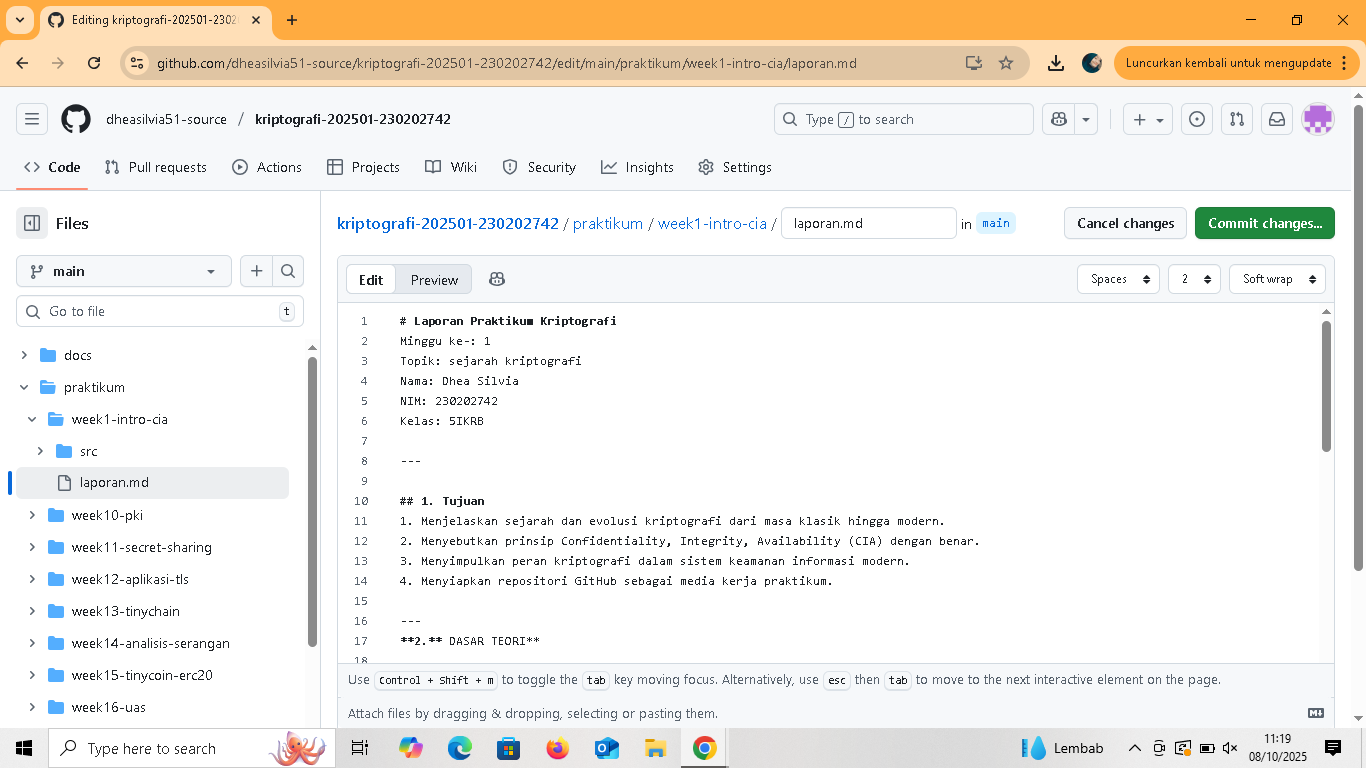 Editing kriptografi-202501-2302
github.com/dheasilvia51-source/kriptografi-202501-230202742/edit/main/praktikum/week1-intro-cia/laporan.md
Luncurkan kembali untuk mengupdate
dheasilvia51-source / kriptografi-202501-230202742
Type / to search
Code
Pull requests
Actions
Projects
Wiki
Security
Insights
Settings
Files
kriptografi-202501-230202742 / praktikum / week1-intro-cia / laporan.md in main
Cancel changes
Commit changes...
main
Go to file
t
docs
praktikum
week1-intro-cia
src
laporan.md
week10-pki
week11-secret-sharing
week12-aplikasi-tls
week13-tinychain
week14-analisis-serangan
week15-tinycoin-erc20
week16-uas
Edit
Preview
Spaces
2
Soft wrap
1 # Laporan Praktikum Kriptografi
2 Minggu ke-: 1
3 Topik: sejarah kriptografi
4 Nama: Dhea Silvia
5 NIM: 230202742
6 Kelas: 5IKRB
7
8 ---
9
10 ## 1. Tujuan
11 1. Menjelaskan sejarah dan evolusi kriptografi dari masa klasik hingga modern.
12 2. Menyebutkan prinsip Confidentiality, Integrity, Availability (CIA) dengan benar.
13 3. Menyimpulkan peran kriptografi dalam sistem keamanan informasi modern.
14 4. Menyiapkan repositori GitHub sebagai media kerja praktikum.
15
16 ---
17 **2.** DASAR TEORI**
18
Use Control + Shift + m to toggle the tab key moving focus. Alternatively, use esc then tab to move to the next interactive element on the page.
Attach files by dragging & dropping, selecting or pasting them.
Type here to search
Lembab
11:19
08/10/2025